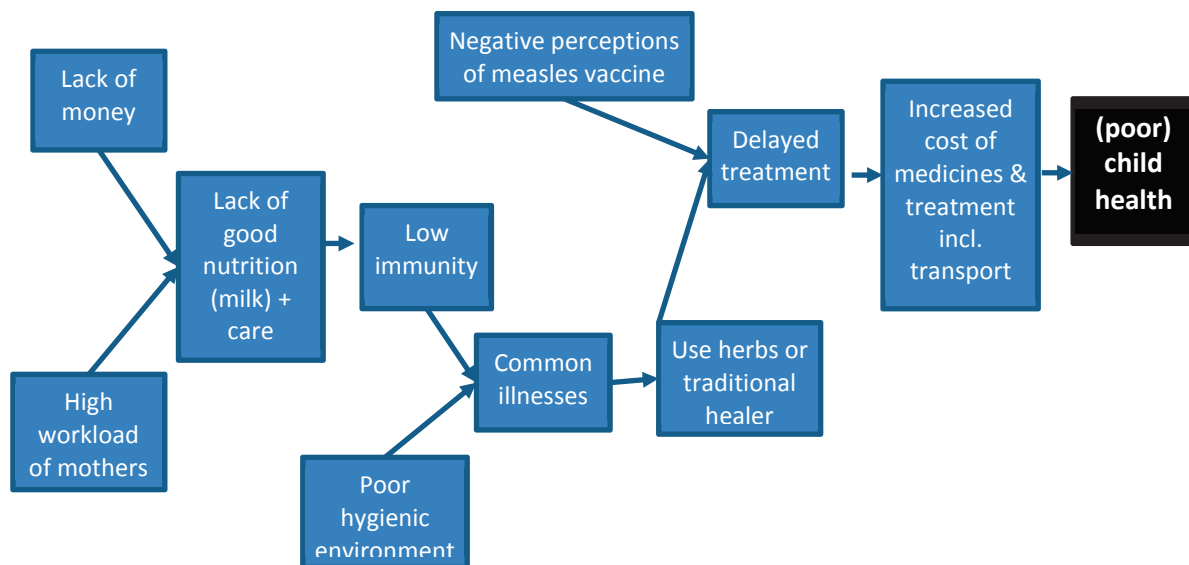 Lack of
money
High
workload
of mothers
Lack of
good
nutrition
(milk) +
care
Low
immunity
Poor
hygienic
environment
Common
illnesses
Use herbs or
traditional
healer
Negative perceptions
of measles vaccine
Delayed
treatment
Increased
cost of
medicines &
treatment
incl.
transport
(poor)
child
health